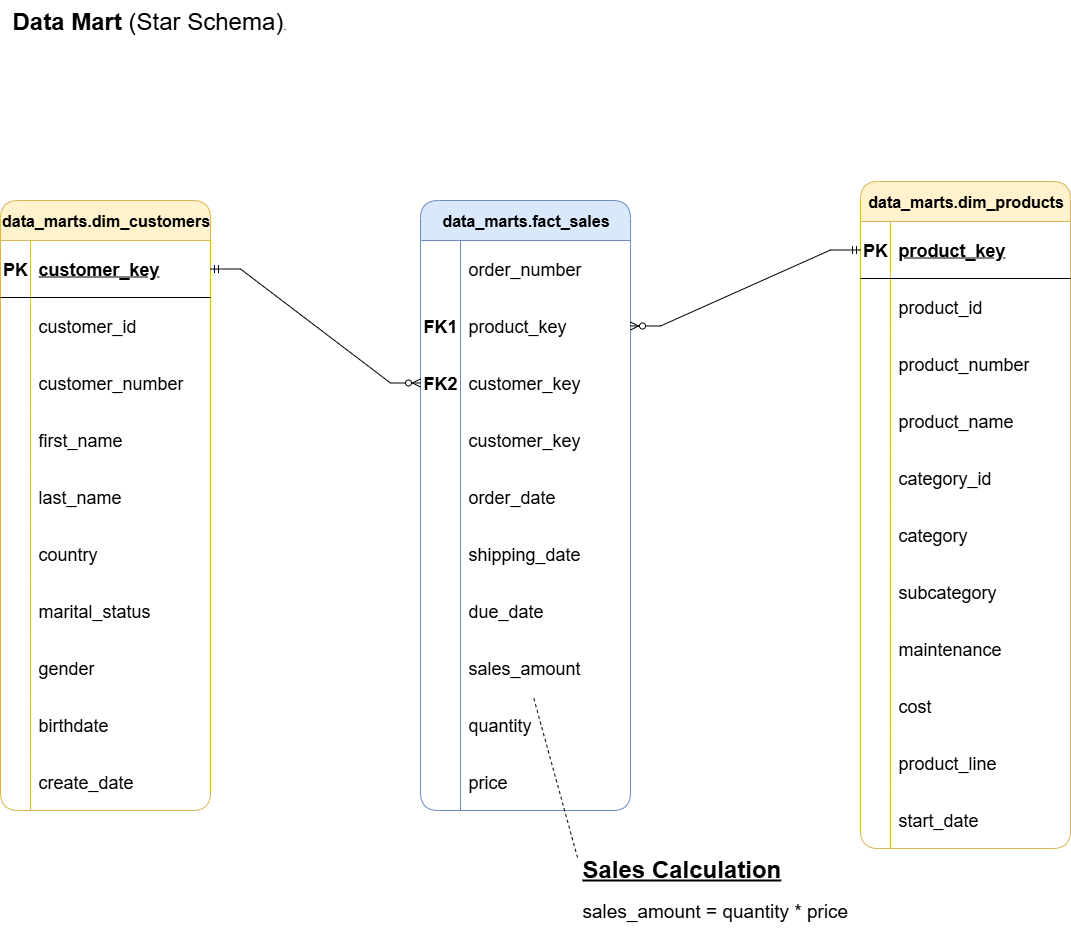 Data Mart (Star Schema).
data_marts.dim_customers
PK customer_key
customer_id
customer_number
first_name
last_name
country
marital_status
gender
birthdate
create_date
data_marts.fact_sales
order_number
FK1 product_key
FK2 customer_key
customer_key
order_date
shipping_date
due_date
sales_amount
quantity
price
data_marts.dim_products
PK product_key
product_id
product_number
product_name
category_id
category
subcategory
maintenance
cost
product_line
start_date
Sales Calculation
sales_amount = quantity * price